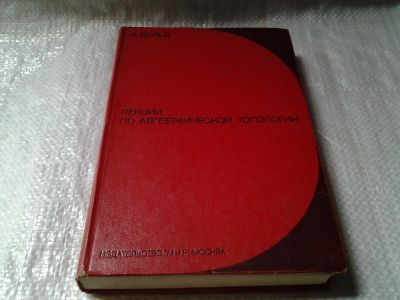 А. ДОЛЬД
ЛЕКЦИИ
ПО АЛГЕБРАИЧЕСКОЙ ТОПОЛОГИИ
ИЗДАТЕЛЬСТВО "МИР" МОСКВА